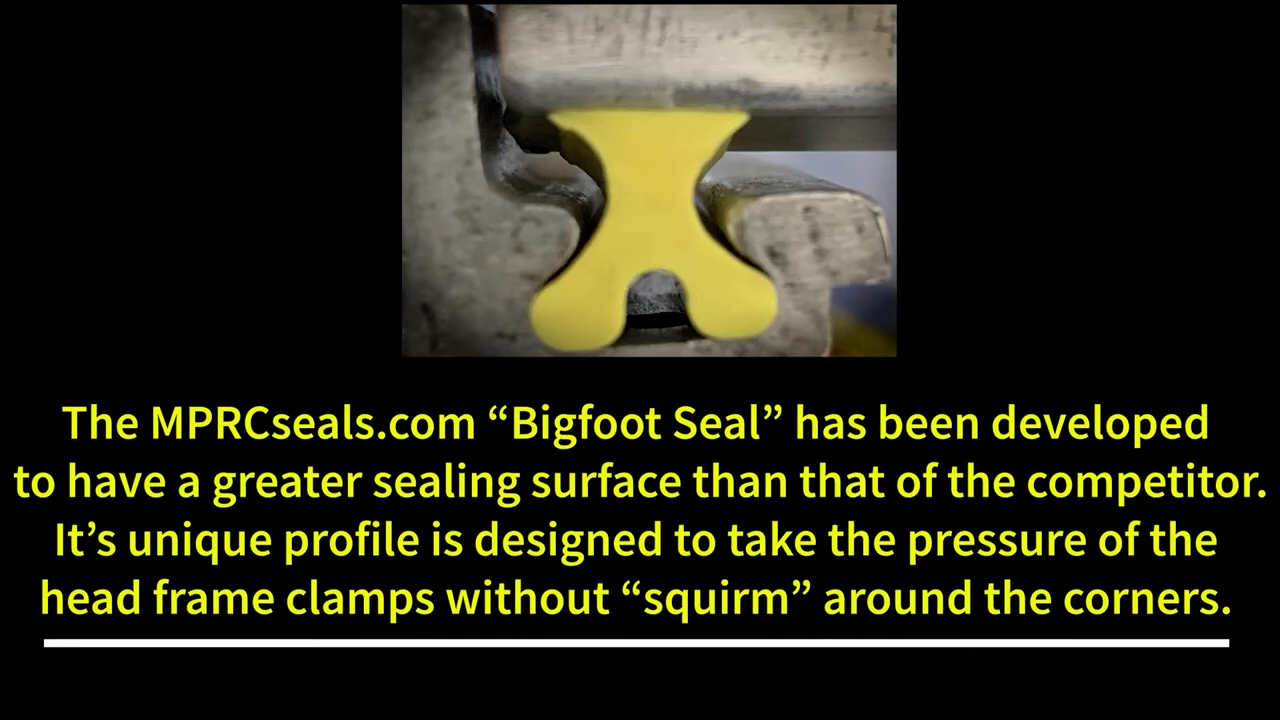 The MPRCseals.com “Bigfoot Seal” has been developed
to have a greater sealing surface than that of the competitor.
It’s unique profile is designed to take the pressure of the
head frame clamps without “squirm” around the corners.